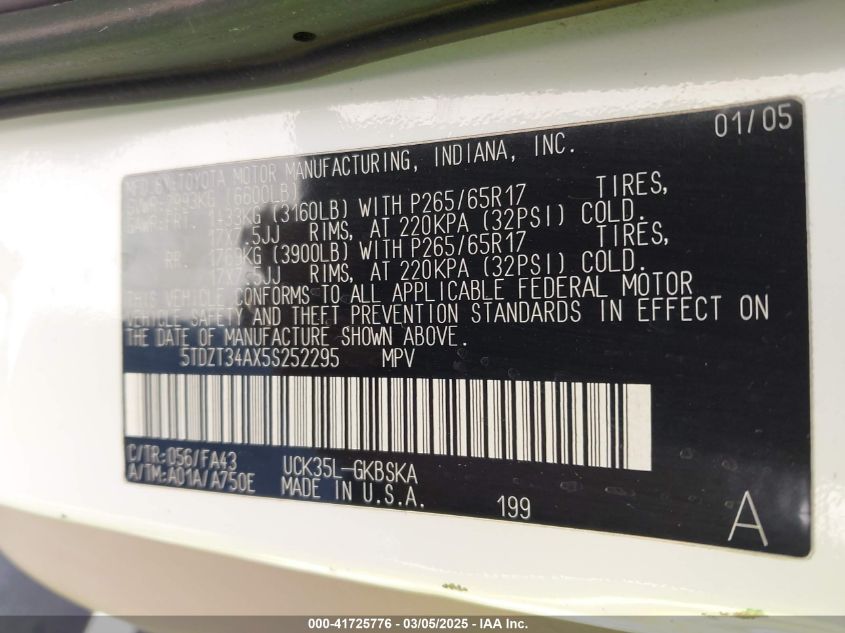 01/05
MFD. BY: TOYOTA MOTOR MANUFACTURING, INDIANA, INC.
GVWR: 2993KG (6600LB)
GAWR: FRT. 1433KG (3160LB) WITH P265/65R17 TIRES,
17X7.5JJ RIMS, AT 220KPA (32PSI) COLD.
RR. 1769KG (3900LB) WITH P265/65R17 TIRES,
17X7.5JJ RIMS, AT 220KPA (32PSI) COLD.
THIS VEHICLE CONFORMS TO ALL APPLICABLE FEDERAL MOTOR
VEHICLE SAFETY AND THEFT PREVENTION STANDARDS IN EFFECT ON
THE DATE OF MANUFACTURE SHOWN ABOVE.
5TDZT34AX5S252295 MPV
C/TR: 056/FA43 UCK35L-GKBSKA
A/TM: A01A/A750E MADE IN U.S.A.
199 A
000-41725776 - 03/05/2025 - IAA Inc.